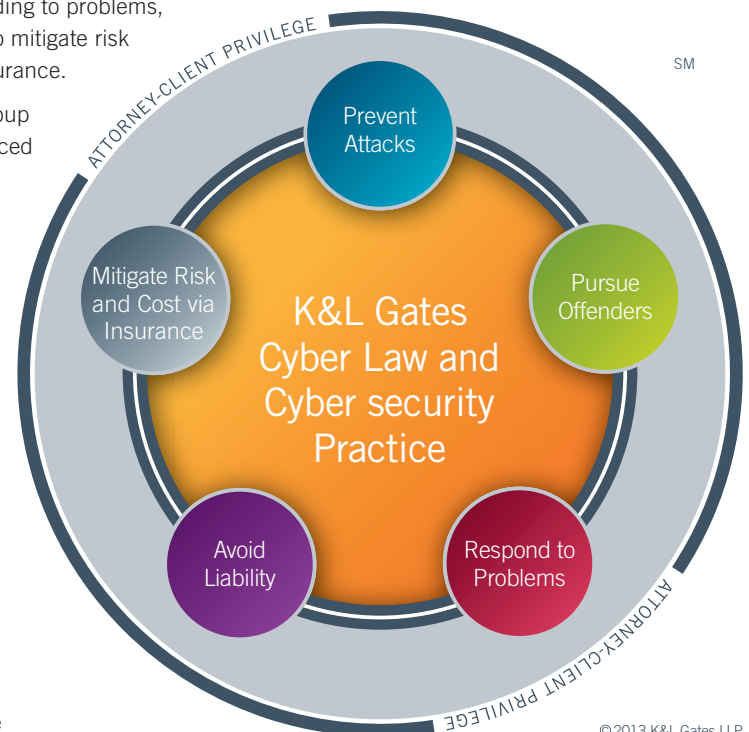 ding to problems,
mitigate risk
urance.
oup
ced
ATTORNEY-CLIENT PRIVILEGE
SM
Prevent
Attacks
Mitigate Risk
and Cost via
Insurance
Pursue
Offenders
K&L Gates
Cyber Law and
Cyber security
Practice
Avoid
Liability
Respond to
Problems
ATTORNEY-CLIENT PRIVILEGE
©2013 K&L Gates LLP